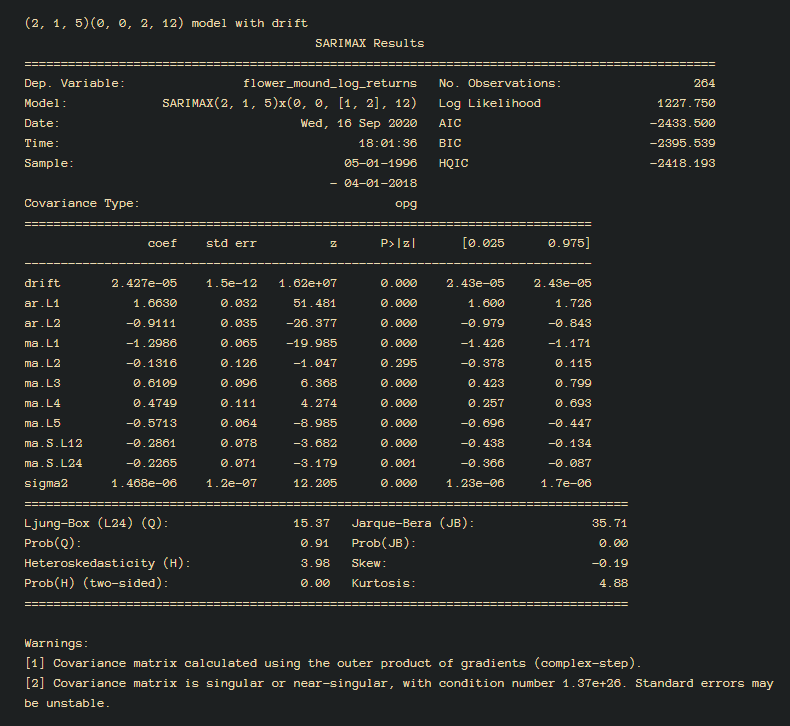 (2, 1, 5)(0, 0, 2, 12) model with drift
SARIMAX Results
==========================================================================================
Dep. Variable: flower_mound_log_returns No. Observations: 264
Model: SARIMAX(2, 1, 5)x(0, 0, [1, 2], 12) Log Likelihood 1227.750
Date: Wed, 16 Sep 2020 AIC -2433.500
Time: 18:01:36 BIC -2395.539
Sample: 05-01-1996 HQIC -2418.193
- 04-01-2018
Covariance Type: opg
==============================================================================
coef std err z P>|z| [0.025 0.975]
------------------------------------------------------------------------------
drift 2.427e-05 1.5e-12 1.62e+07 0.000 2.43e-05 2.43e-05
ar.L1 1.6630 0.032 51.481 0.000 1.600 1.726
ar.L2 -0.9111 0.035 -26.377 0.000 -0.979 -0.843
ma.L1 -1.2986 0.065 -19.985 0.000 -1.426 -1.171
ma.L2 -0.1316 0.126 -1.047 0.295 -0.378 0.115
ma.L3 0.6109 0.096 6.368 0.000 0.423 0.799
ma.L4 0.4749 0.111 4.274 0.000 0.257 0.693
ma.L5 -0.5713 0.064 -8.985 0.000 -0.696 -0.447
ma.S.L12 -0.2861 0.078 -3.682 0.000 -0.438 -0.134
ma.S.L24 -0.2265 0.071 -3.179 0.001 -0.366 -0.087
sigma2 1.468e-06 1.2e-07 12.205 0.000 1.23e-06 1.7e-06
===================================================================================
Ljung-Box (L24) (Q): 15.37 Jarque-Bera (JB): 35.71
Prob(Q): 0.91 Prob(JB): 0.00
Heteroskedasticity (H): 3.98 Skew: -0.19
Prob(H) (two-sided): 0.00 Kurtosis: 4.88
===================================================================================
Warnings:
[1] Covariance matrix calculated using the outer product of gradients (complex-step).
[2] Covariance matrix is singular or near-singular, with condition number 1.37e+26. Standard errors may
be unstable.